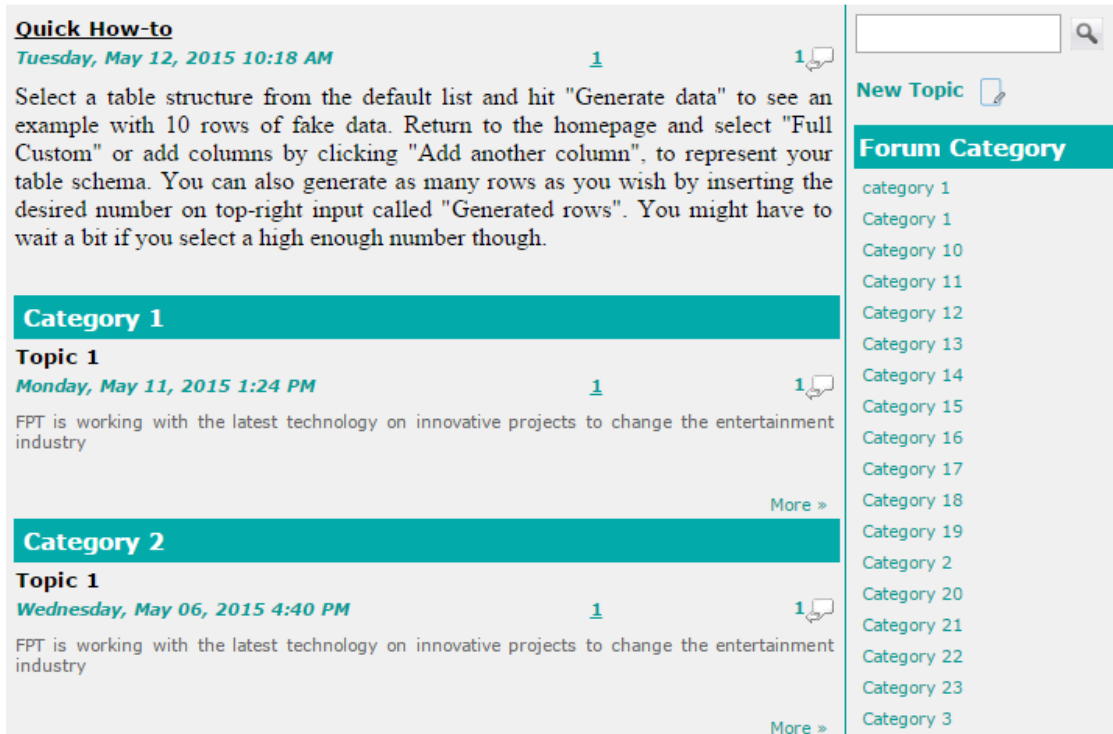 Quick How-to
Tuesday, May 12, 2015 10:18 AM 1 1
Select a table structure from the default list and hit "Generate data" to see an
example with 10 rows of fake data. Return to the homepage and select "Full
Custom" or add columns by clicking "Add another column", to represent your
table schema. You can also generate as many rows as you wish by inserting the
desired number on top-right input called "Generated rows". You might have to
wait a bit if you select a high enough number though.
Category 1
Topic 1
Monday, May 11, 2015 1:24 PM 1 1
FPT is working with the latest technology on innovative projects to change the entertainment
industry
More »
Category 2
Topic 1
Wednesday, May 06, 2015 4:40 PM 1 1
FPT is working with the latest technology on innovative projects to change the entertainment
industry
More »
New Topic
Forum Category
category 1
Category 1
Category 10
Category 11
Category 12
Category 13
Category 14
Category 15
Category 16
Category 17
Category 18
Category 19
Category 2
Category 20
Category 21
Category 22
Category 23
Category 3